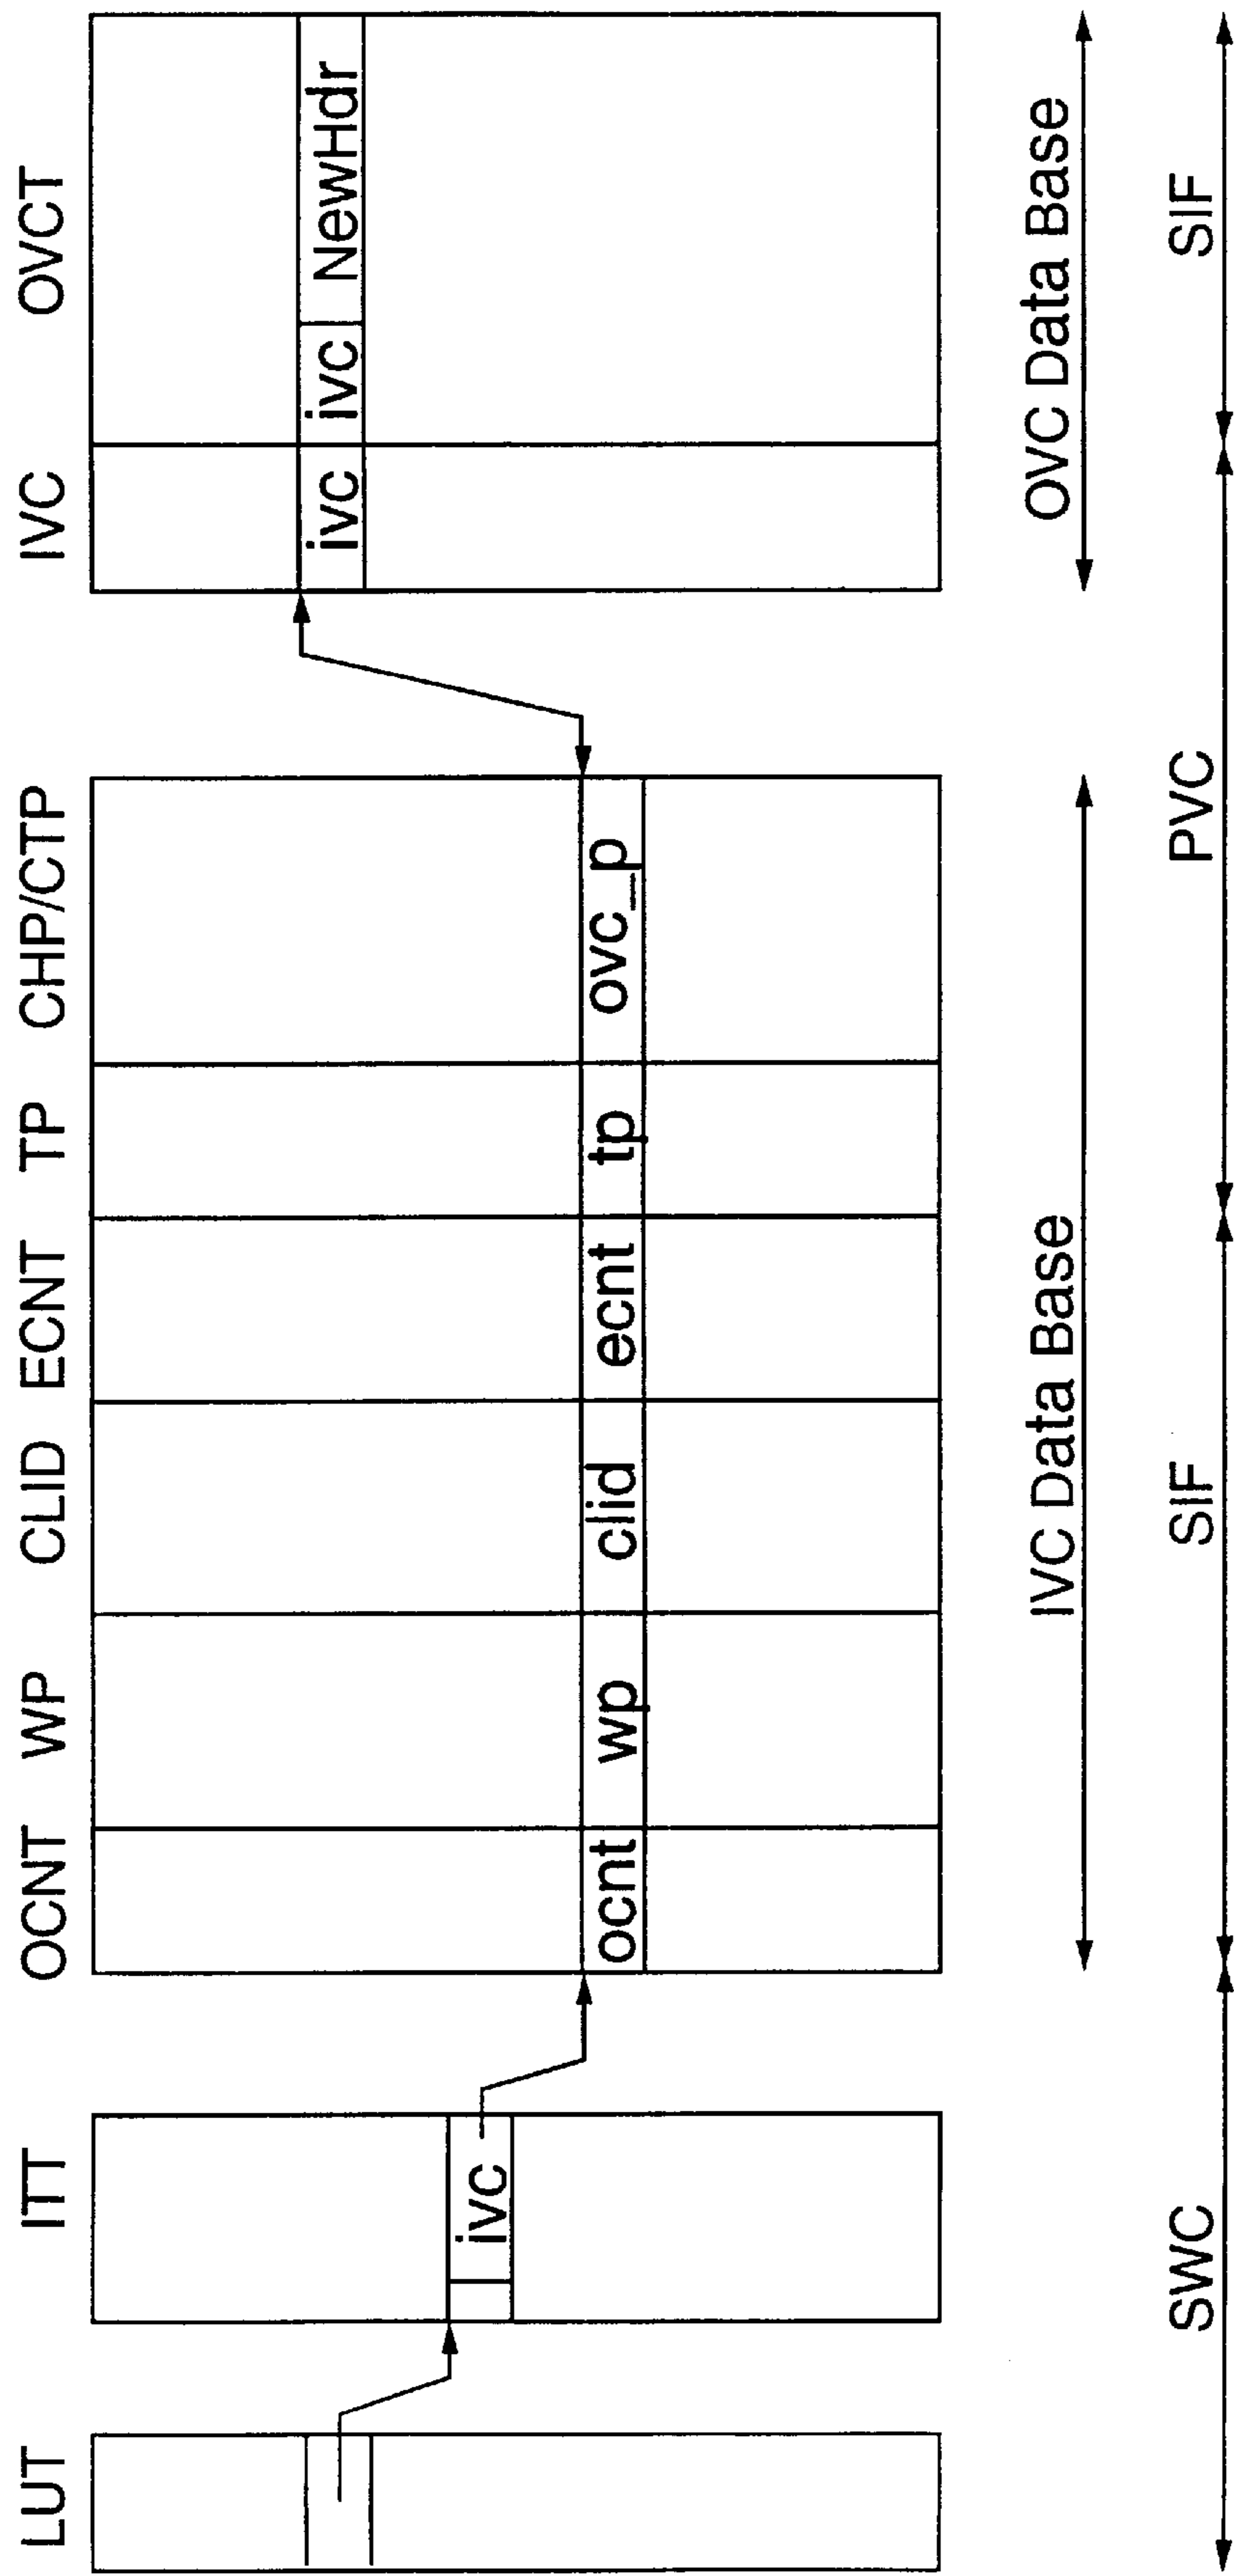 LUT ITT OCNT WP CLID ECNT TP CHP/CTP IVC OVCT
ivc NewHdr
ivc
ivc
ocnt wp clid ecnt tp ovc_p
IVC Data Base OVC Data Base
SWC SIF PVC SIF